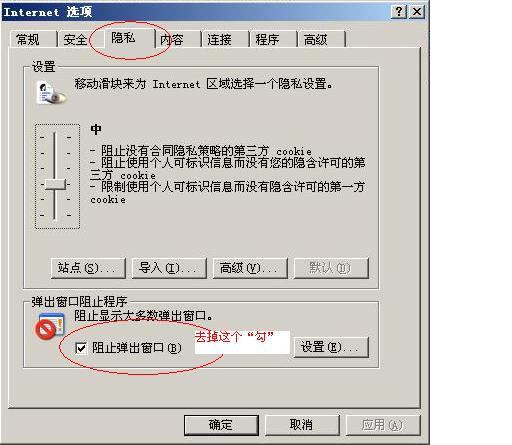 Internet 选项
常规 安全 隐私 内容 连接 程序 高级
设置
移动滑块来为 Internet 区域选择一个隐私设置。
中
- 阻止没有合同隐私策略的第三方 cookie
- 阻止使用个人可标识信息而没有您的隐含许可的第
三方 cookie
- 限制使用个人可标识信息而没有隐含许可的第一方
cookie
站点(S)... 导入(I)... 高级(V)... 默认(D)
弹出窗口阻止程序
阻止显示大多数弹出窗口。
去掉这个“勾”
阻止弹出窗口(B) 设置(E)...
确定 取消 应用(A)